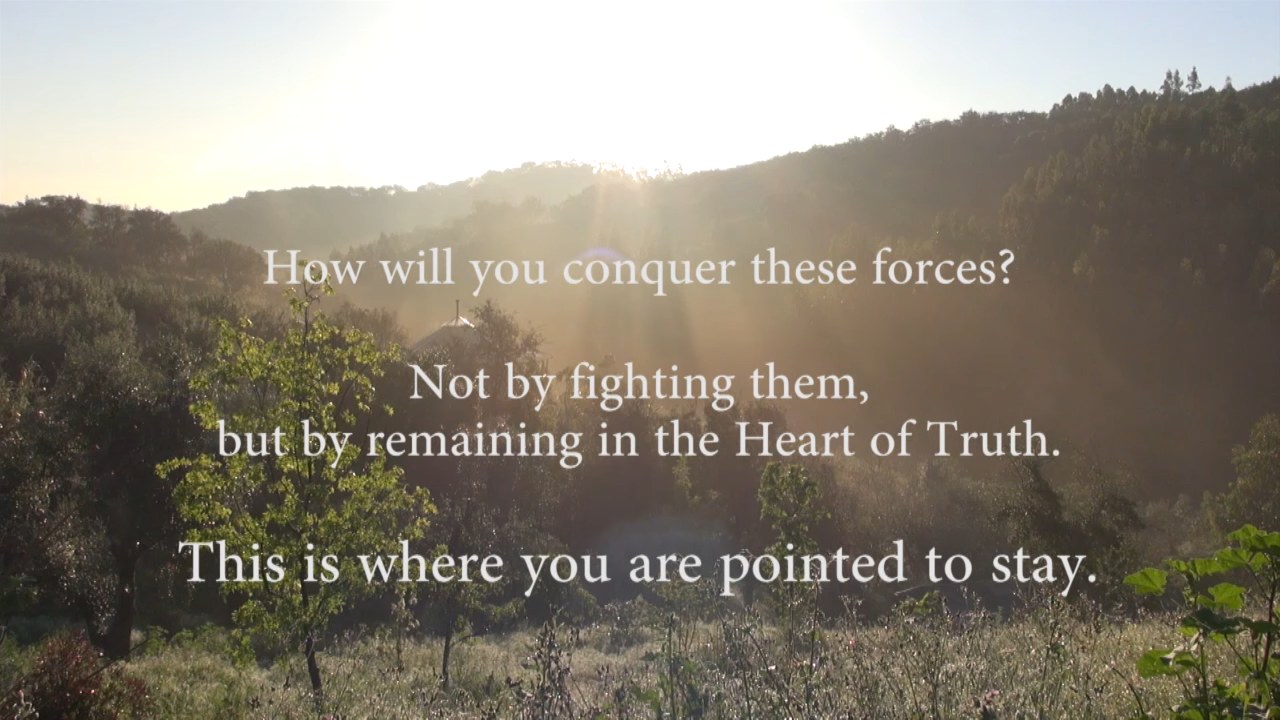 How will you conquer these forces?
Not by fighting them,
but by remaining in the Heart of Truth.
This is where you are pointed to stay.